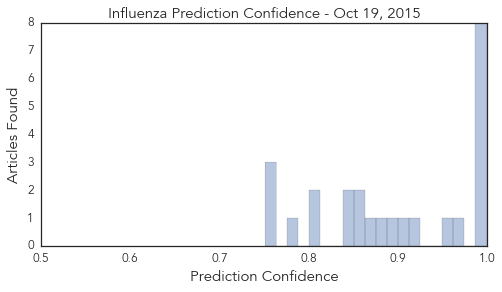 Influenza Prediction Confidence - Oct 19, 2015
Articles Found
8
7
6
5
4
3
2
1
0
0.5 0.6 0.7 0.8 0.9 1.0
Prediction Confidence